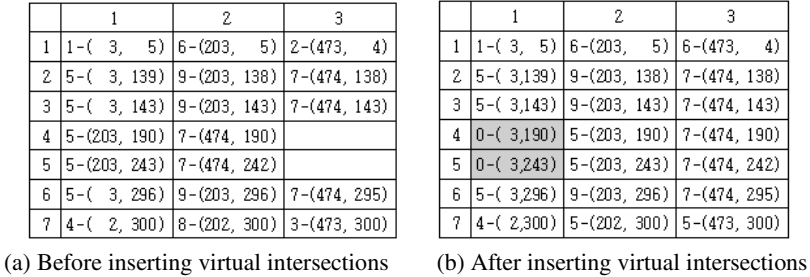 1 2 3
1 1-( 3, 5) 6-(203, 5) 2-(473, 4)
2 5-( 3, 139) 9-(203, 138) 7-(474, 138)
3 5-( 3, 143) 9-(203, 143) 7-(474, 143)
4 5-(203, 190) 7-(474, 190)
5 5-(203, 243) 7-(474, 242)
6 5-( 3, 296) 9-(203, 296) 7-(474, 295)
7 4-( 2, 300) 8-(202, 300) 3-(473, 300)
(a) Before inserting virtual intersections
1 2 3
1 1-( 3, 5) 6-(203, 5) 6-(473, 4)
2 5-( 3,139) 9-(203, 138) 7-(474, 138)
3 5-( 3,143) 9-(203, 143) 7-(474, 143)
4 0-( 3,190) 5-(203, 190) 7-(474, 190)
5 0-( 3,243) 5-(203, 243) 7-(474, 242)
6 5-( 3,296) 9-(203, 296) 7-(474, 295)
7 4-( 2,300) 5-(202, 300) 5-(473, 300)
(b) After inserting virtual intersections